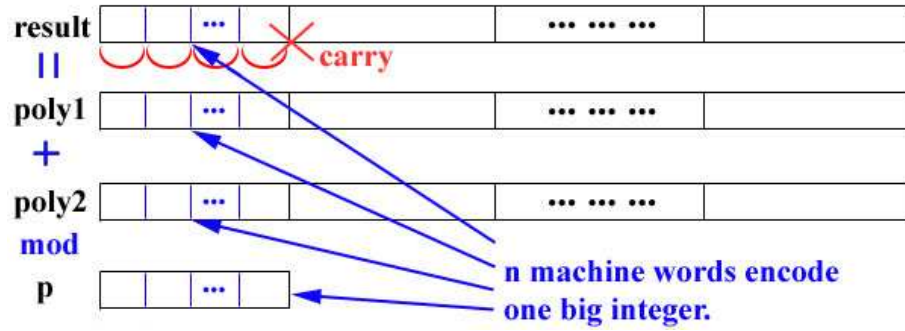 result ... ... ... ...
carry
=
poly1 ... ... ... ...
+
poly2 ... ... ... ...
mod
n machine words encode
p ...
one big integer.